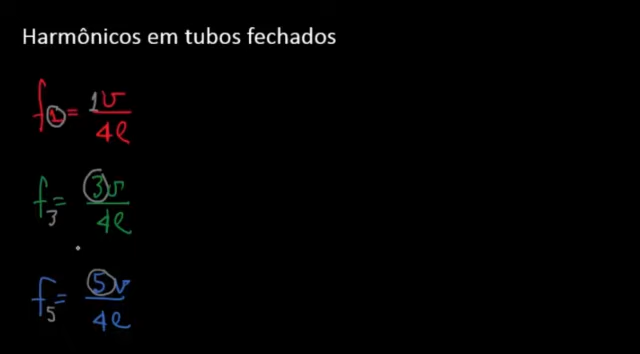 Harmônicos em tubos fechados
f₁ = 1v/4l
f₃ = 3v/4l
f₅ = 5v/4l